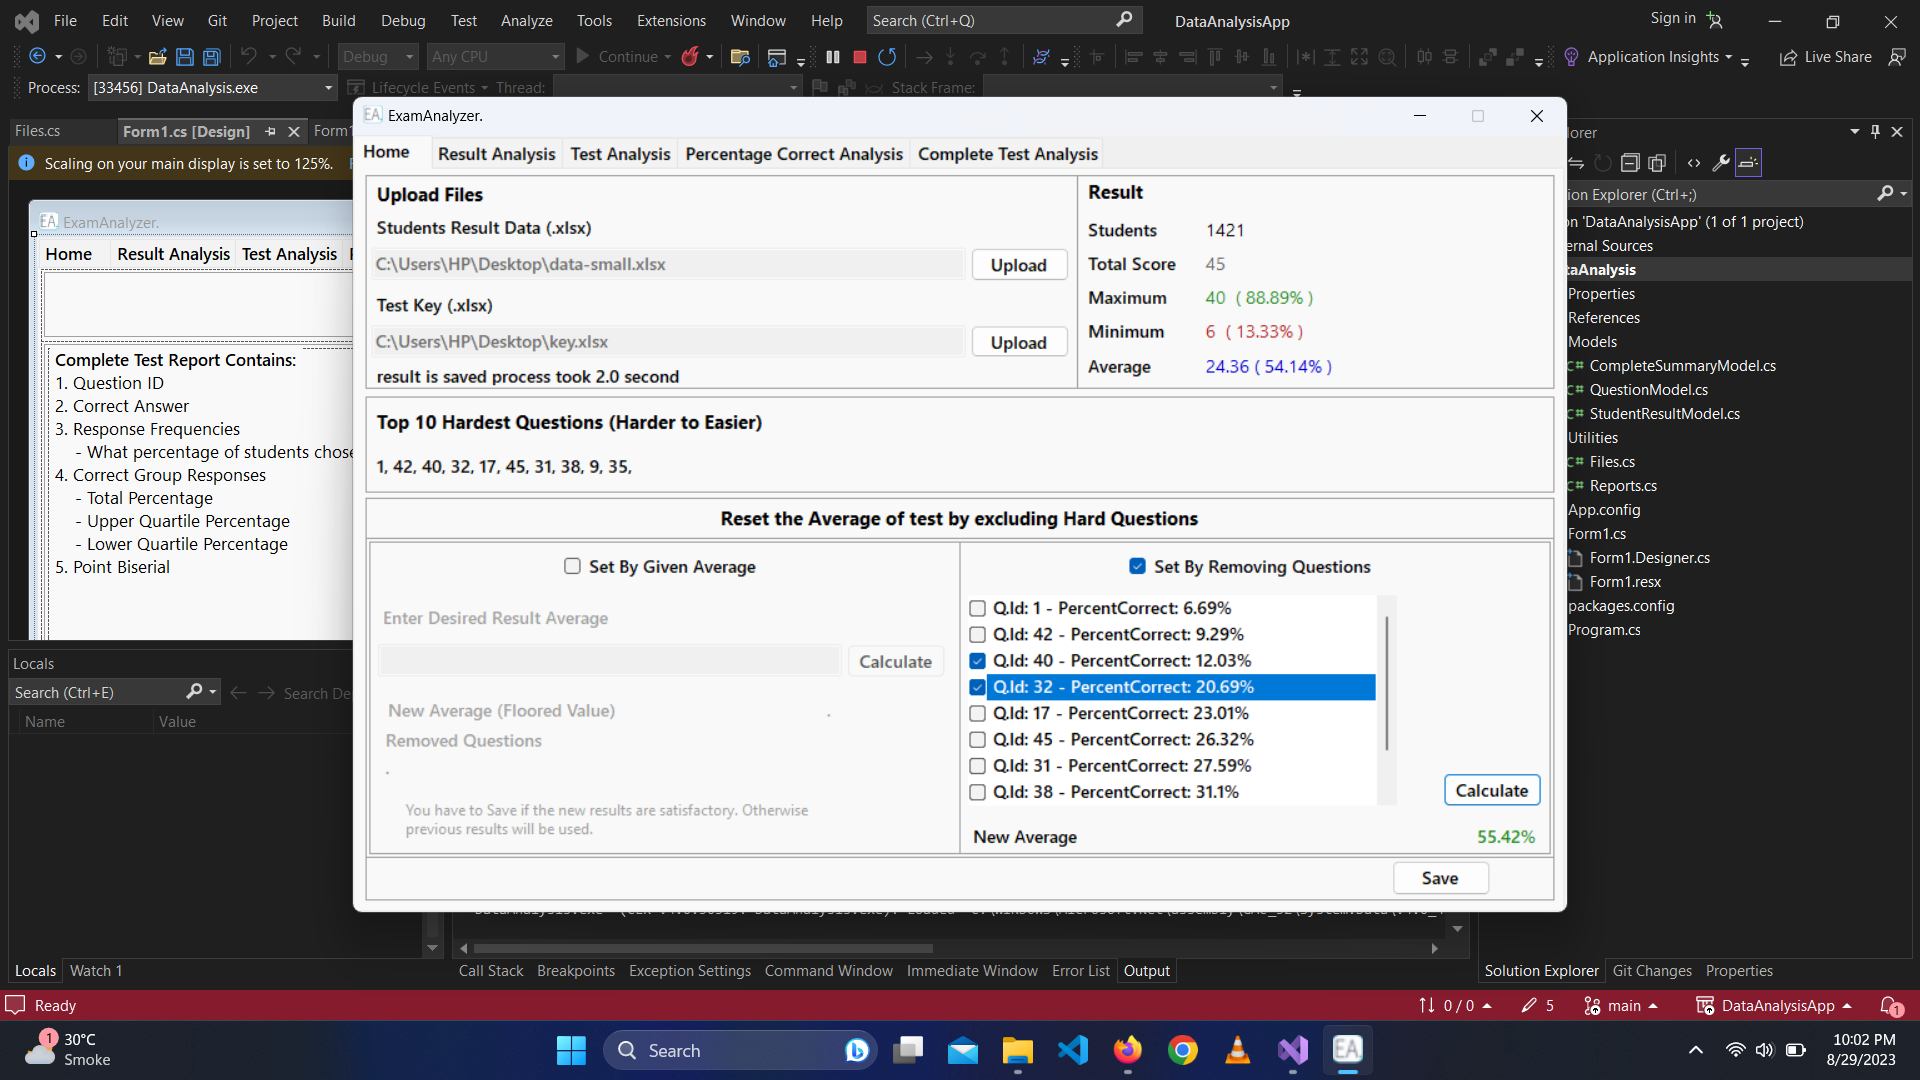 File Edit View Git Project Build Debug Test Analyze Tools Extensions Window Help Search (Ctrl+Q) DataAnalysisApp Sign in
Debug Any CPU Continue Application Insights Live Share
Process: [33456] DataAnalysis.exe Lifecycle Events Thread: Stack Frame:
Files.cs Form1.cs [Design] Form1
Scaling on your main display is set to 125%.
EA ExamAnalyzer.
Home Result Analysis Test Analysis
Complete Test Report Contains:
1. Question ID
2. Correct Answer
3. Response Frequencies
- What percentage of students chose
4. Correct Group Responses
- Total Percentage
- Upper Quartile Percentage
- Lower Quartile Percentage
5. Point Biserial
Locals
Search (Ctrl+E) Search De
Name Value
Locals Watch 1
EA ExamAnalyzer.
Home Result Analysis Test Analysis Percentage Correct Analysis Complete Test Analysis
Upload Files
Students Result Data (.xlsx)
C:\Users\HP\Desktop\data-small.xlsx Upload
Test Key (.xlsx)
C:\Users\HP\Desktop\key.xlsx Upload
result is saved process took 2.0 second
Result
Students 1421
Total Score 45
Maximum 40 ( 88.89% )
Minimum 6 ( 13.33% )
Average 24.36 ( 54.14% )
Top 10 Hardest Questions (Harder to Easier)
1, 42, 40, 32, 17, 45, 31, 38, 9, 35,
Reset the Average of test by excluding Hard Questions
Set By Given Average
Enter Desired Result Average
Calculate
New Average (Floored Value) .
Removed Questions
.
You have to Save if the new results are satisfactory. Otherwise
previous results will be used.
Set By Removing Questions
Q.Id: 1 - PercentCorrect: 6.69%
Q.Id: 42 - PercentCorrect: 9.29%
Q.Id: 40 - PercentCorrect: 12.03%
Q.Id: 32 - PercentCorrect: 20.69%
Q.Id: 17 - PercentCorrect: 23.01%
Q.Id: 45 - PercentCorrect: 26.32%
Q.Id: 31 - PercentCorrect: 27.59%
Q.Id: 38 - PercentCorrect: 31.1%
Calculate
New Average 55.42%
Save
Call Stack Breakpoints Exception Settings Command Window Immediate Window Error List Output
lorer
ion Explorer (Ctrl+;)
on 'DataAnalysisApp' (1 of 1 project)
ernal Sources
taAnalysis
Properties
References
Models
C# CompleteSummaryModel.cs
C# QuestionModel.cs
C# StudentResultModel.cs
Utilities
C# Files.cs
C# Reports.cs
App.config
Form1.cs
Form1.Designer.cs
Form1.resx
packages.config
Program.cs
Solution Explorer Git Changes Properties
Ready 0 / 0 5 main DataAnalysisApp 1
1 30°C
Smoke
Search
EA
10:02 PM
8/29/2023